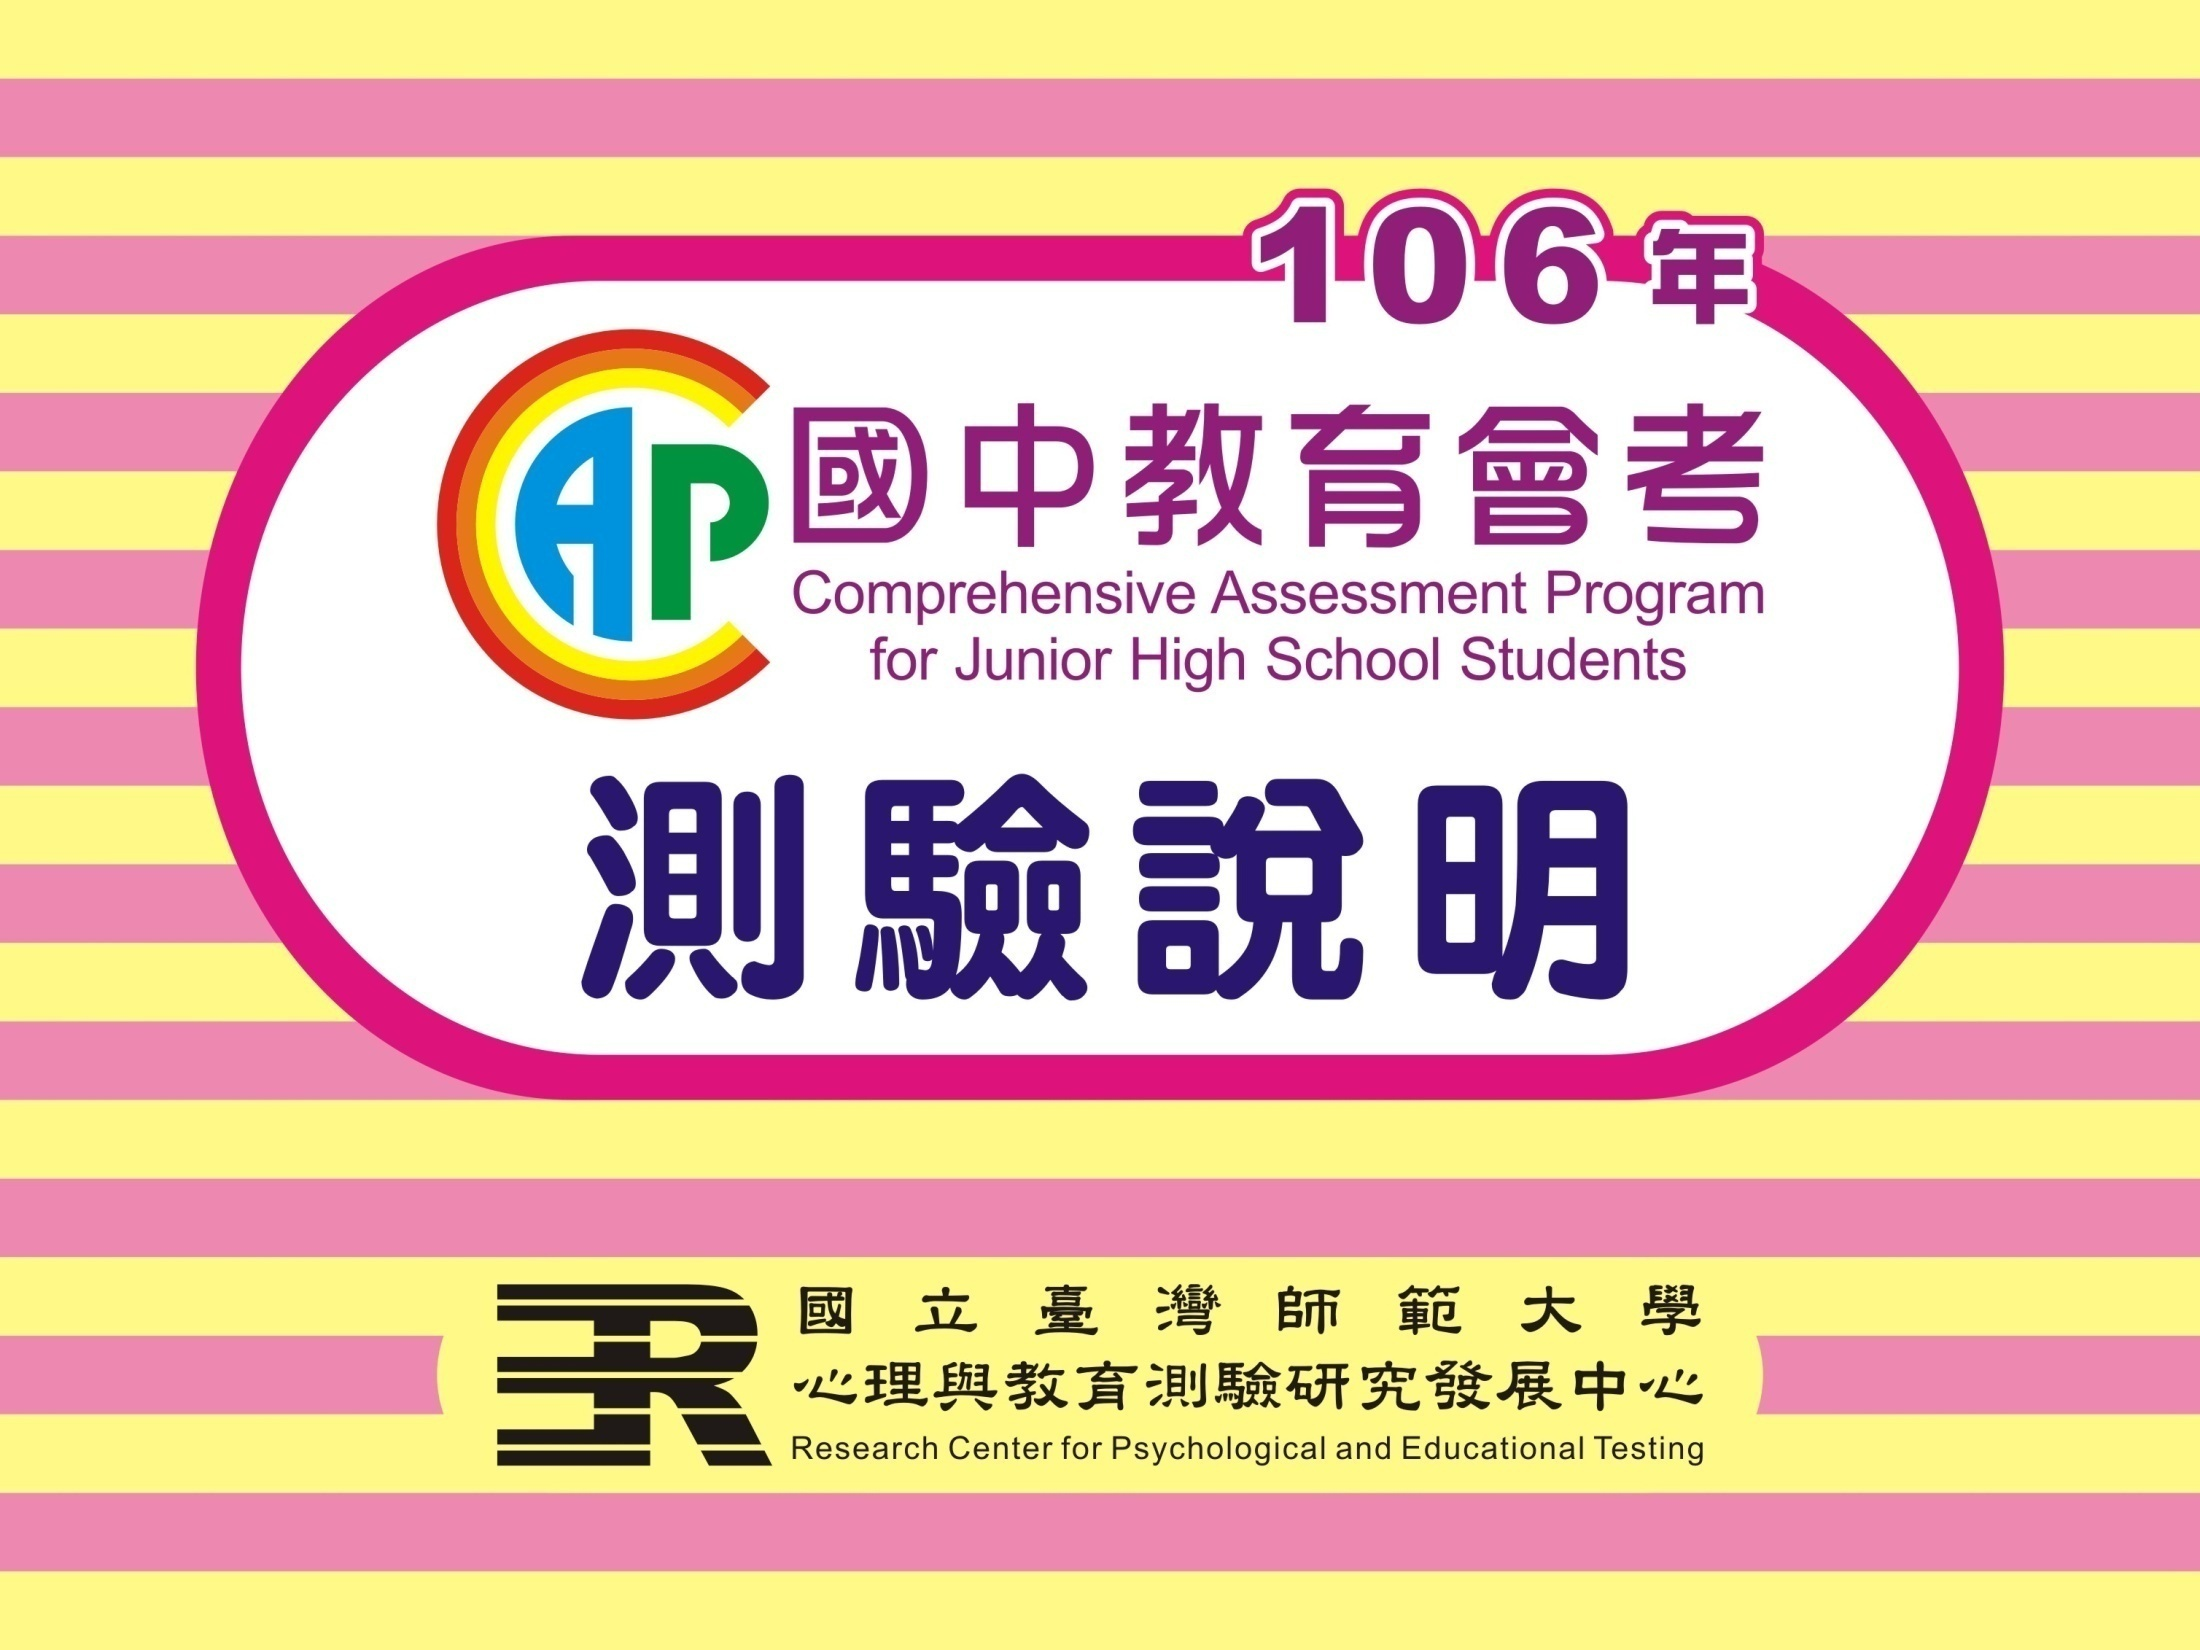 106年
CAP
國中教育會考
Comprehensive Assessment Program
for Junior High School Students
測驗說明
國立臺灣師範大學
心理與教育測驗研究發展中心
Research Center for Psychological and Educational Testing